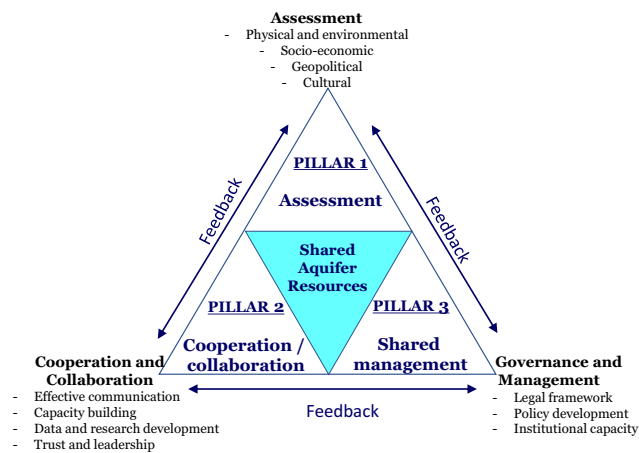 Assessment
- Physical and environmental
- Socio-economic
- Geopolitical
- Cultural
Feedback
Feedback
PILLAR 1
Assessment
Shared
Aquifer
Resources
PILLAR 2
Cooperation /
collaboration
PILLAR 3
Shared
management
Cooperation and
Collaboration
- Effective communication
- Capacity building
- Data and research development
- Trust and leadership
Feedback
Governance and
Management
- Legal framework
- Policy development
- Institutional capacity